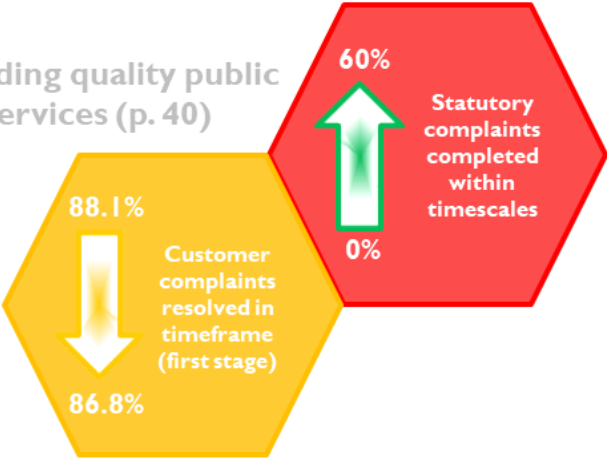 ding quality public
ervices (p. 40)
60%
Statutory
complaints
completed
within
timescales
0%
88.1%
Customer
complaints
resolved in
timeframe
(first stage)
86.8%